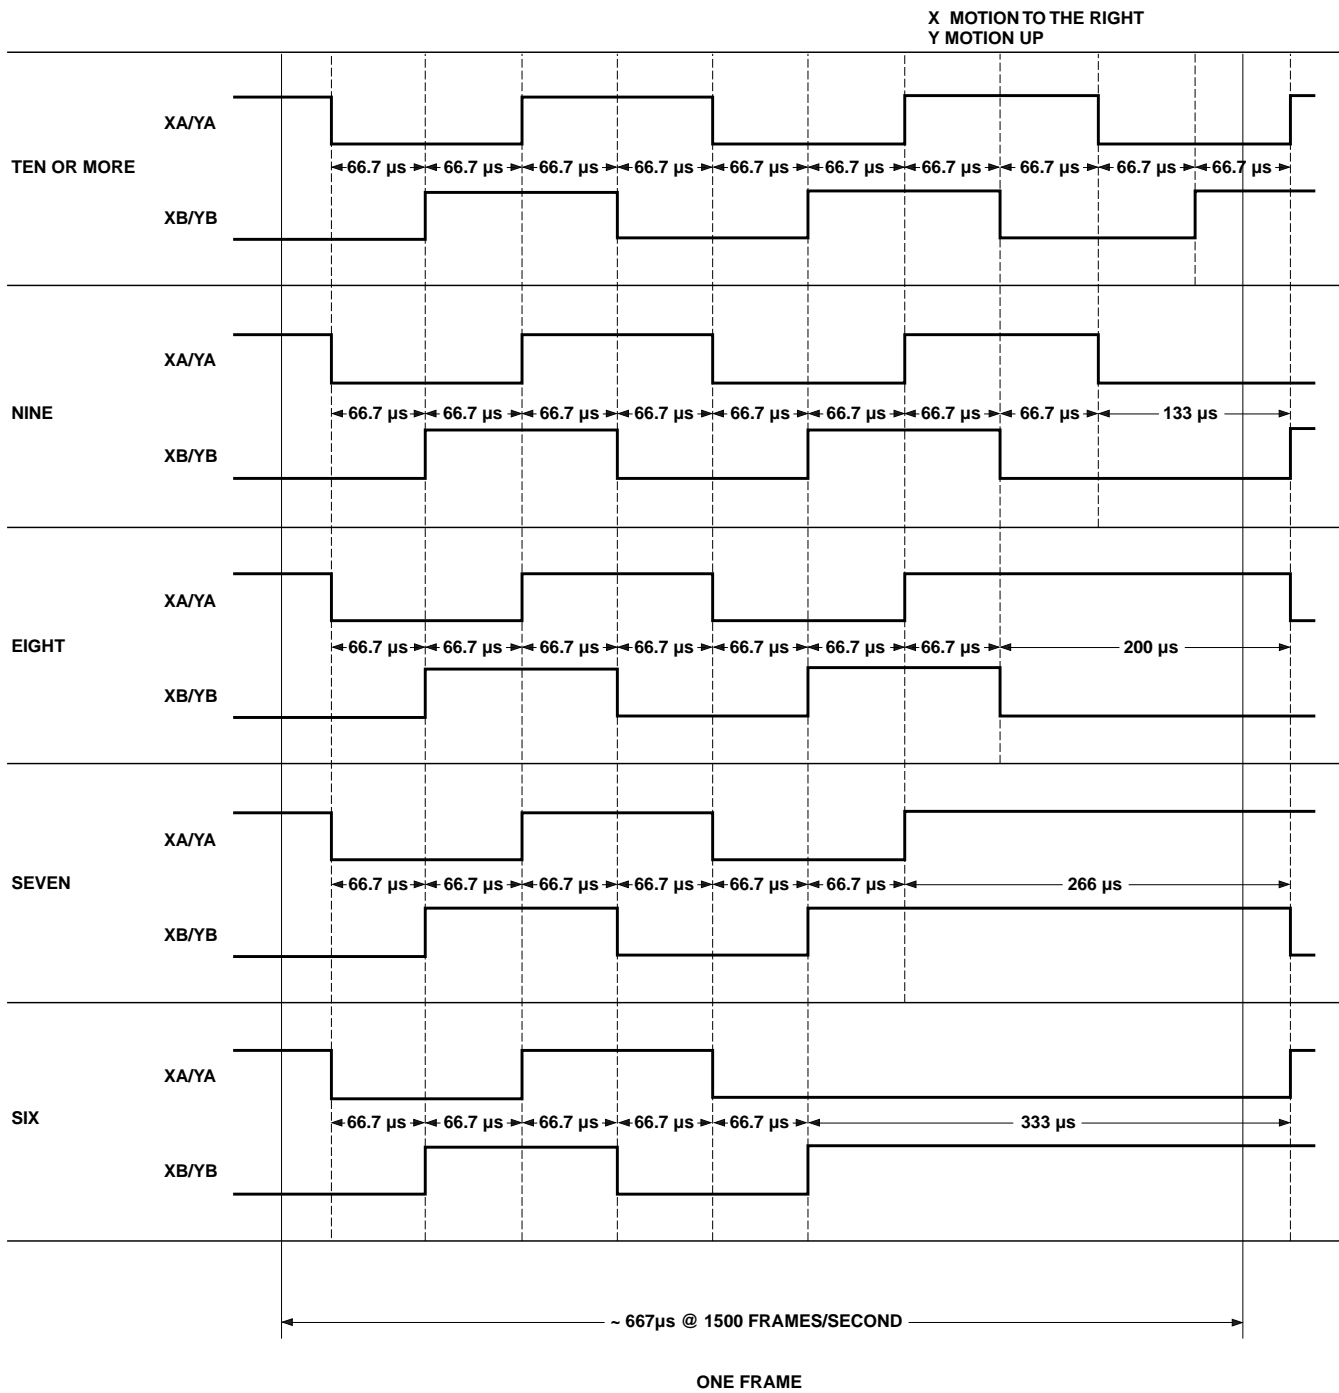 X MOTION TO THE RIGHT
Y MOTION UP
XA/YA
TEN OR MORE
66.7 µs 66.7 µs 66.7 µs 66.7 µs 66.7 µs 66.7 µs 66.7 µs 66.7 µs 66.7 µs 66.7 µs
XB/YB
XA/YA
NINE
66.7 µs 66.7 µs 66.7 µs 66.7 µs 66.7 µs 66.7 µs 66.7 µs 66.7 µs 133 µs
XB/YB
XA/YA
EIGHT
66.7 µs 66.7 µs 66.7 µs 66.7 µs 66.7 µs 66.7 µs 66.7 µs 200 µs
XB/YB
XA/YA
SEVEN
66.7 µs 66.7 µs 66.7 µs 66.7 µs 66.7 µs 66.7 µs 266 µs
XB/YB
XA/YA
SIX
66.7 µs 66.7 µs 66.7 µs 66.7 µs 66.7 µs 333 µs
XB/YB
~ 667µs @ 1500 FRAMES/SECOND
ONE FRAME